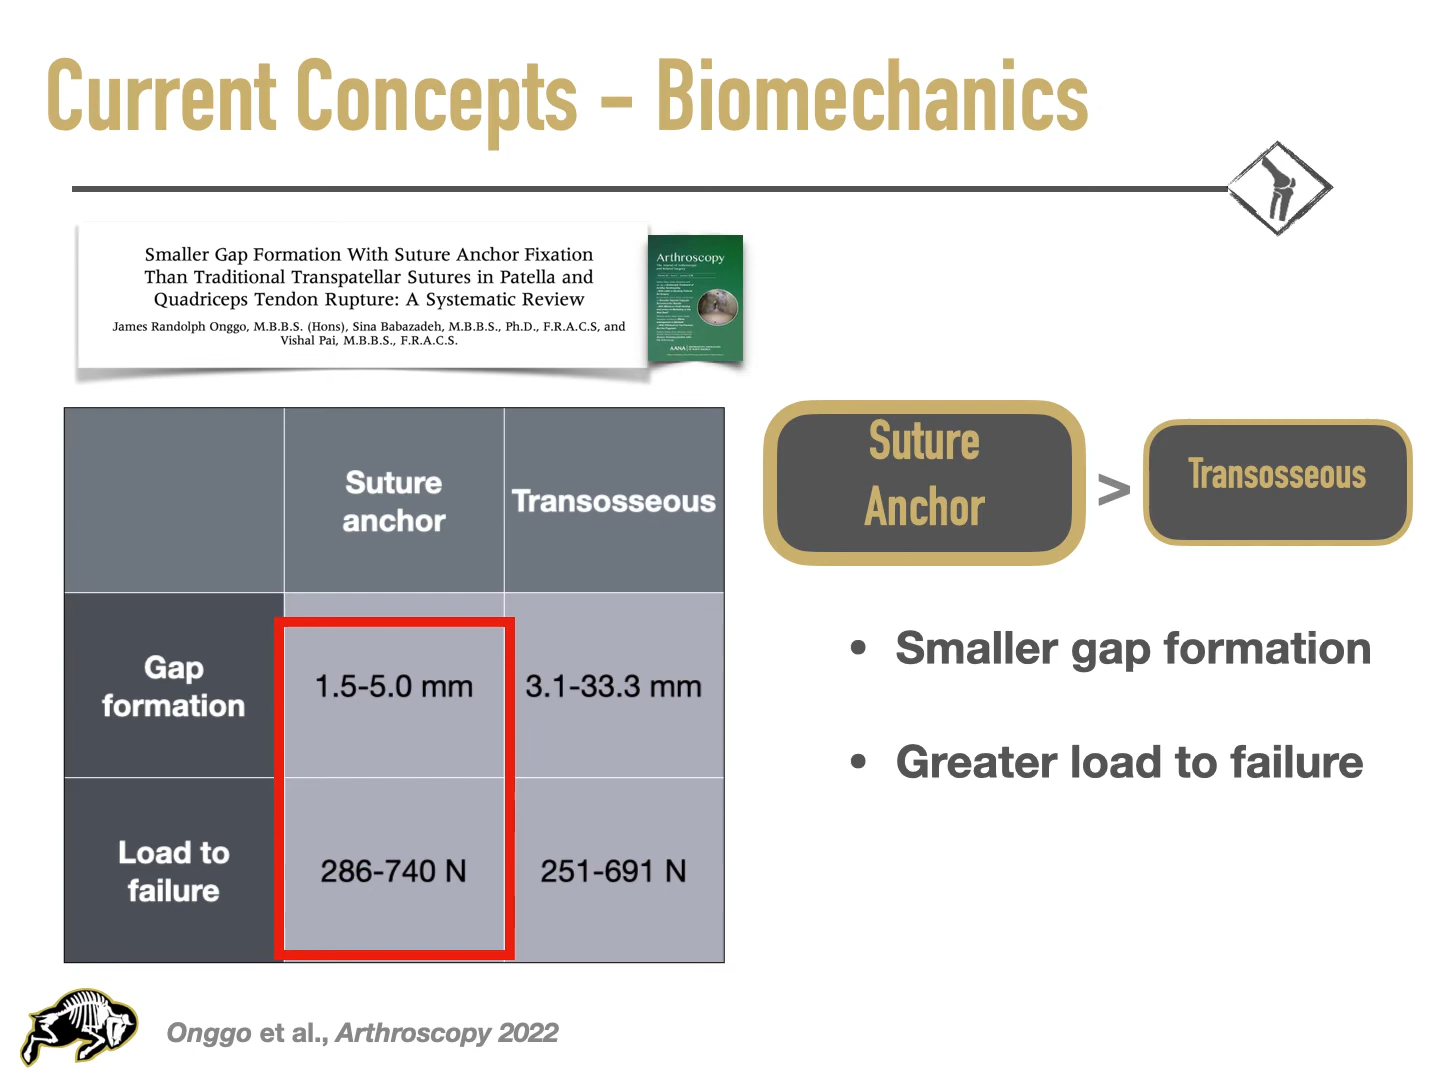 Current Concepts - Biomechanics
Smaller Gap Formation With Suture Anchor Fixation
Than Traditional Transpatellar Sutures in Patella and
Quadriceps Tendon Rupture: A Systematic Review
James Randolph Onggo, M.B.B.S. (Hons), Sina Babazadeh, M.B.B.S., Ph.D., F.R.A.C.S, and
Vishal Pai, M.B.B.S., F.R.A.C.S.
Arthroscopy
AANA
Suture
anchor
Transosseous
Gap
formation
1.5-5.0 mm
3.1-33.3 mm
Load to
failure
286-740 N
251-691 N
Suture
Anchor
>
Transosseous
• Smaller gap formation
• Greater load to failure
Onggo et al., Arthroscopy 2022